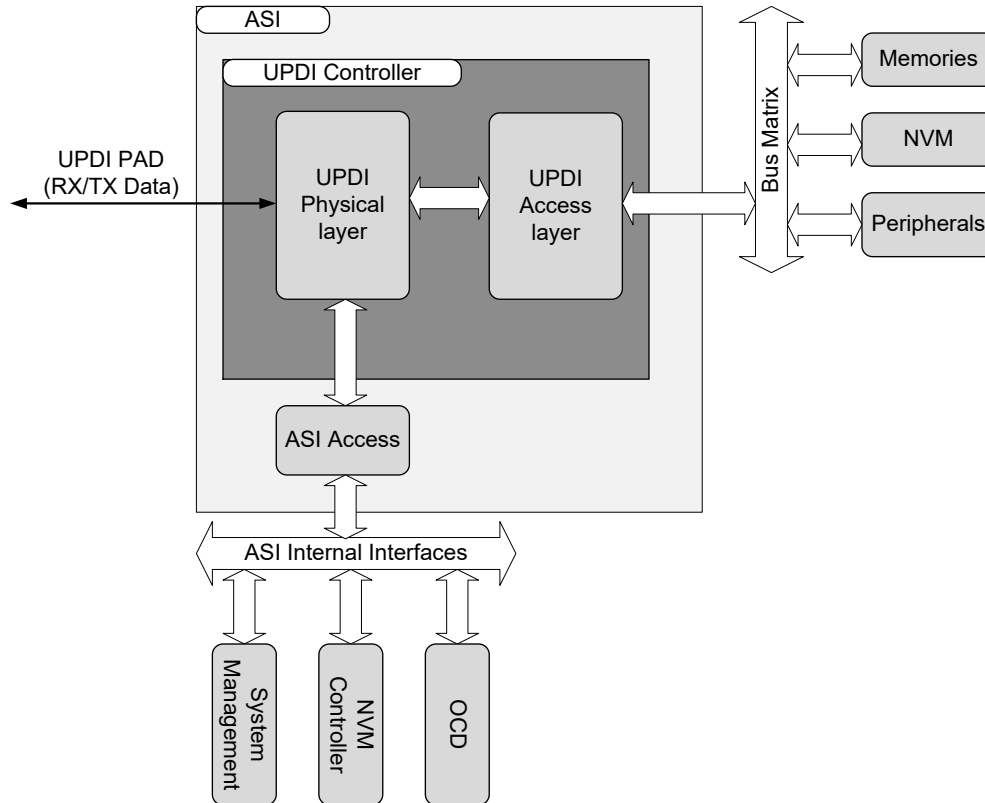 ASI
UPDI Controller
UPDI PAD
(RX/TX Data)
UPDI
Physical
layer
UPDI
Access
layer
Bus Matrix
Memories
NVM
Peripherals
ASI Access
ASI Internal Interfaces
System
Management
NVM
Controller
OCD